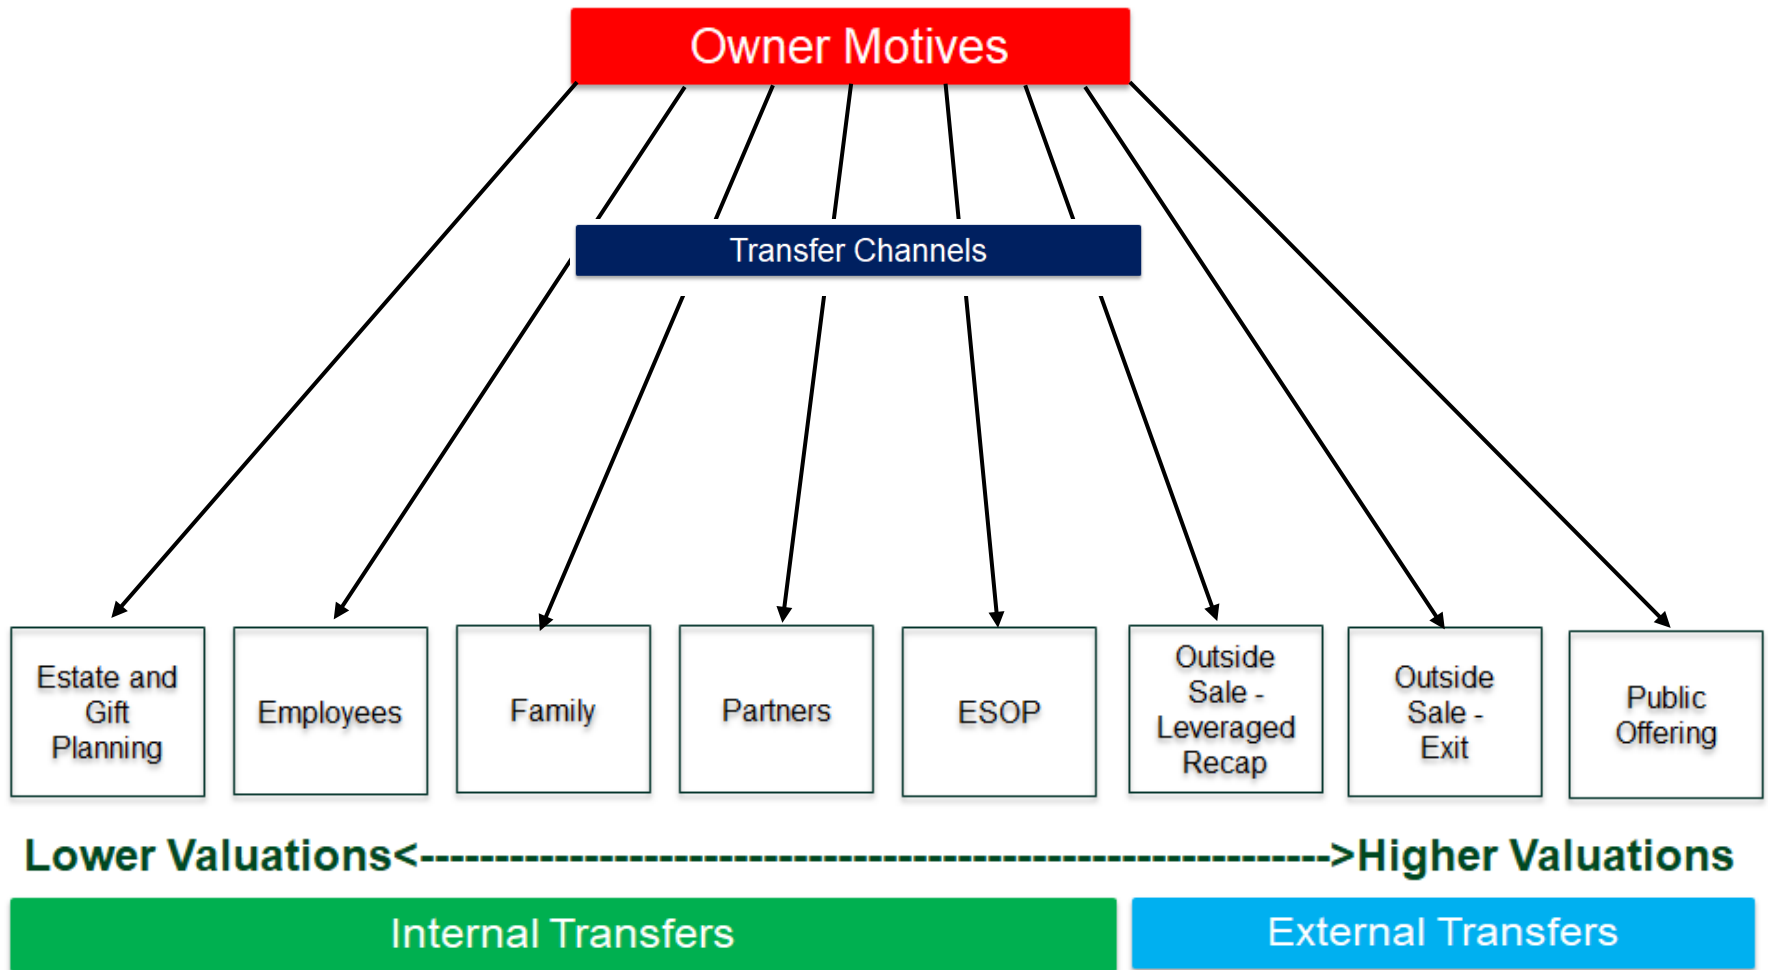 Owner Motives
Transfer Channels
Estate and
Gift
Planning
Employees
Family
Partners
ESOP
Outside
Sale -
Leveraged
Recap
Outside
Sale -
Exit
Public
Offering
Lower Valuations<------------------------------------------------------------->Higher Valuations
Internal Transfers
External Transfers